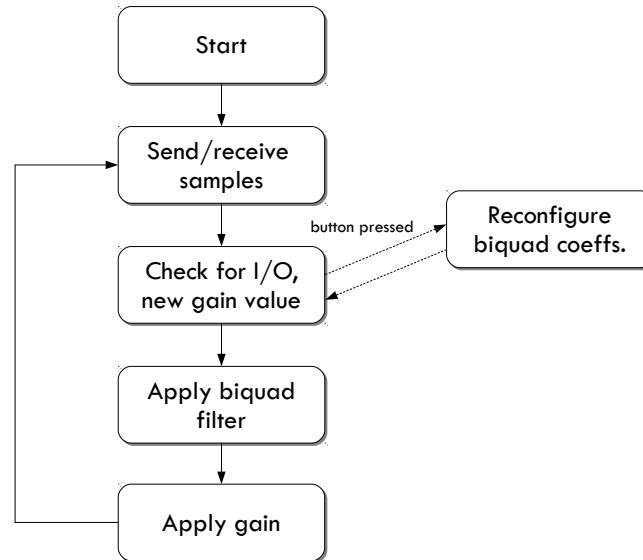 Start
Send/receive
samples
button pressed
Reconfigure
biquad coeffs.
Check for I/O,
new gain value
Apply biquad
filter
Apply gain